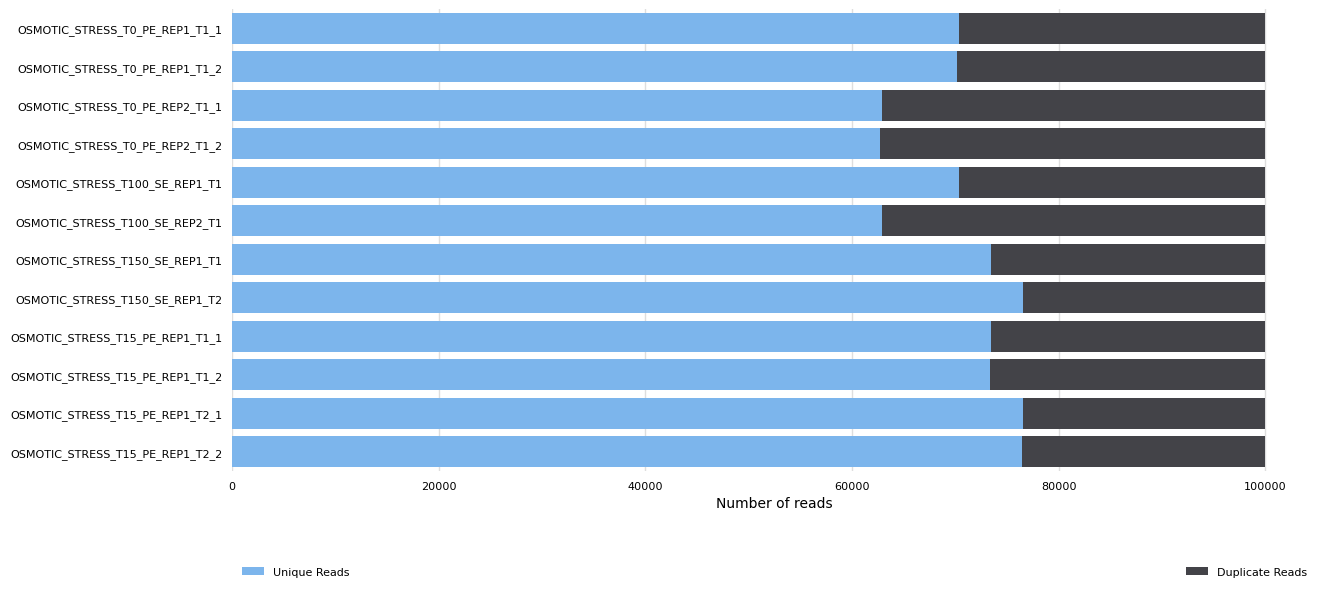 OSMOTIC_STRESS_T0_PE_REP1_T1_1
OSMOTIC_STRESS_T0_PE_REP1_T1_2
OSMOTIC_STRESS_T0_PE_REP2_T1_1
OSMOTIC_STRESS_T0_PE_REP2_T1_2
OSMOTIC_STRESS_T100_SE_REP1_T1
OSMOTIC_STRESS_T100_SE_REP2_T1
OSMOTIC_STRESS_T150_SE_REP1_T1
OSMOTIC_STRESS_T150_SE_REP1_T2
OSMOTIC_STRESS_T15_PE_REP1_T1_1
OSMOTIC_STRESS_T15_PE_REP1_T1_2
OSMOTIC_STRESS_T15_PE_REP1_T2_1
OSMOTIC_STRESS_T15_PE_REP1_T2_2
0 20000 40000 60000 80000 100000
Number of reads
Unique Reads Duplicate Reads